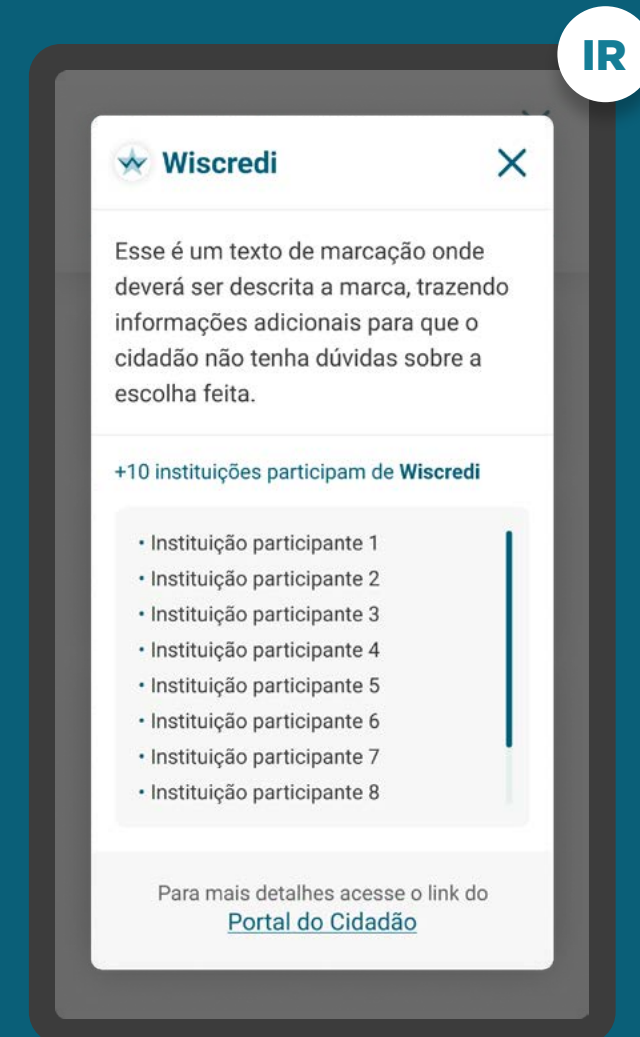 IR
Wiscredi
Esse é um texto de marcação onde
deverá ser descrita a marca, trazendo
informações adicionais para que o
cidadão não tenha dúvidas sobre a
escolha feita.
+10 instituições participam de Wiscredi
• Instituição participante 1
• Instituição participante 2
• Instituição participante 3
• Instituição participante 4
• Instituição participante 5
• Instituição participante 6
• Instituição participante 7
• Instituição participante 8
Para mais detalhes acesse o link do
Portal do Cidadão